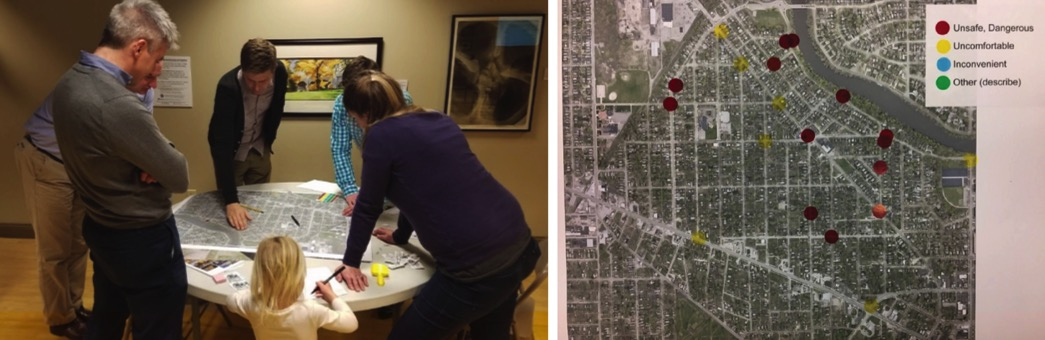 Unsafe, Dangerous
Uncomfortable
Inconvenient
Other (describe)